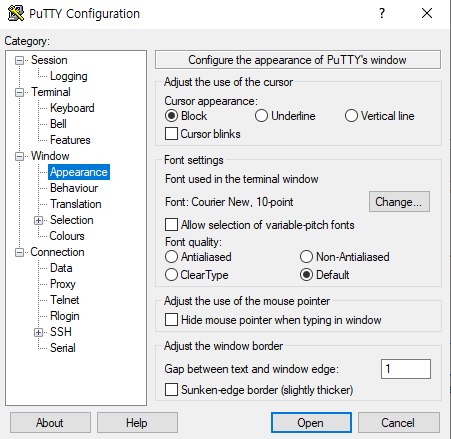 PuTTY Configuration
? ×
Category:
Session
Logging
Terminal
Keyboard
Bell
Features
Window
Appearance
Behaviour
Translation
Selection
Colours
Connection
Data
Proxy
Telnet
Rlogin
SSH
Serial
Configure the appearance of PuTTY's window
Adjust the use of the cursor
Cursor appearance:
Block Underline Vertical line
Cursor blinks
Font settings
Font used in the terminal window
Font: Courier New, 10-point Change...
Allow selection of variable-pitch fonts
Font quality:
Antialiased Non-Antialiased
ClearType Default
Adjust the use of the mouse pointer
Hide mouse pointer when typing in window
Adjust the window border
Gap between text and window edge: 1
Sunken-edge border (slightly thicker)
About Help Open Cancel